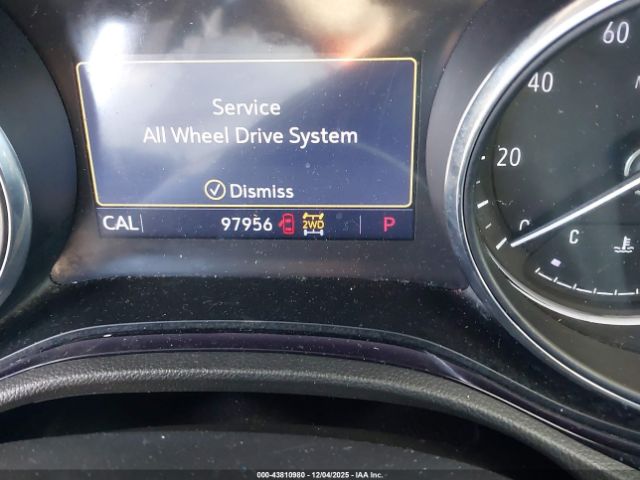 Service
All Wheel Drive System
Dismiss
CAL 97956 2WD P
20
40
60
C
000-43810980 | 12/04/2025 | IAA Inc.